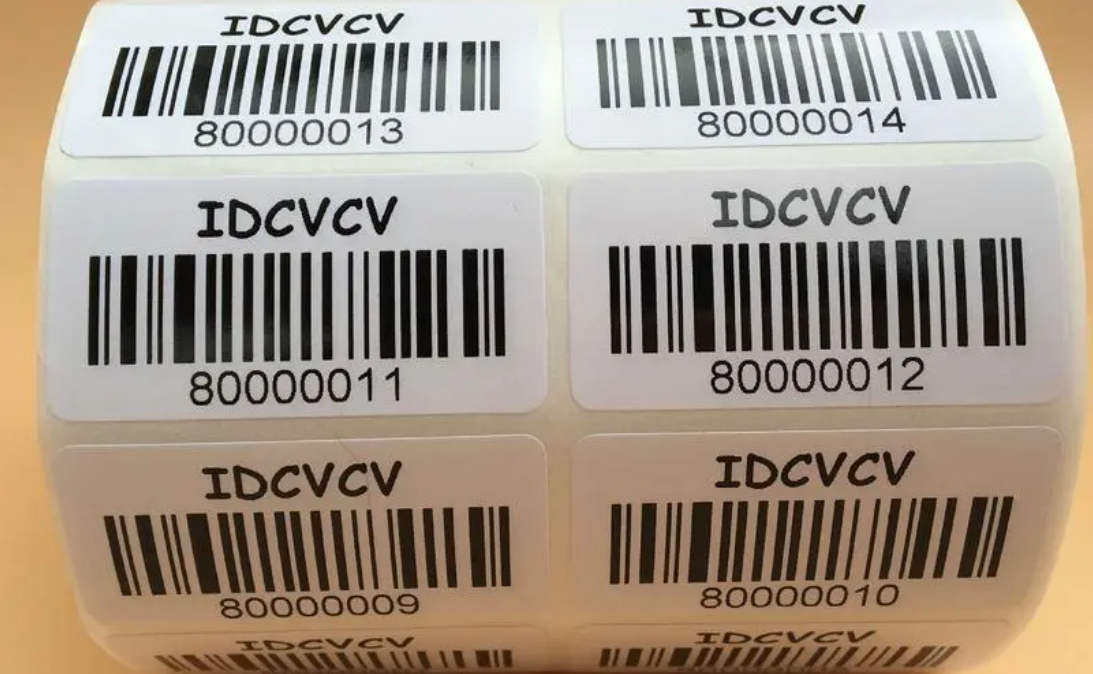 IDCVCV
80000013
IDCVCV
80000014
IDCVCV
80000011
IDCVCV
80000012
IDCVCV
80000009
IDCVCV
80000010
IDCVCV
IDCVCV